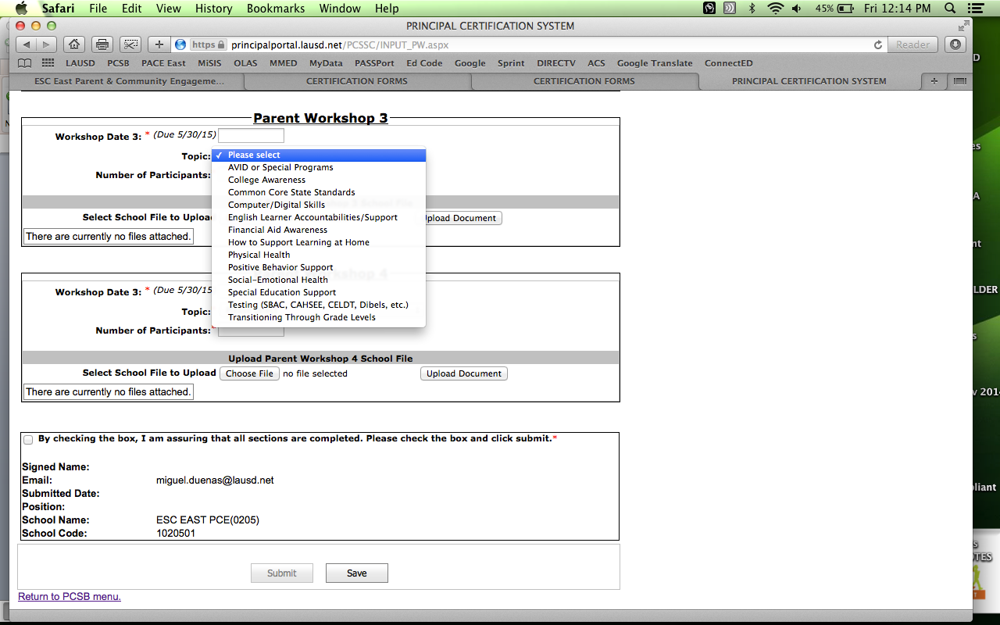 Safari File Edit View History Bookmarks Window Help 45% Fri 12:14 PM
PRINCIPAL CERTIFICATION SYSTEM
https principalportal.lausd.net/PCSSC/INPUT_PW.aspx Reader
LAUSD PCSB PACE East MiSIS OLAS MMED MyData PASSPort Ed Code Google Sprint DIRECTV ACS Google Translate ConnectED
ESC East Parent & Community Engageme... CERTIFICATION FORMS CERTIFICATION FORMS PRINCIPAL CERTIFICATION SYSTEM +
Parent Workshop 3
Workshop Date 3: * (Due 5/30/15)
Topic: ✓ Please select
AVID or Special Programs
Number of Participants: College Awareness
Common Core State Standards
Computer/Digital Skills
Select School File to Upload English Learner Accountabilities/Support Upload Document
Financial Aid Awareness
There are currently no files attached. How to Support Learning at Home
Physical Health
Positive Behavior Support
Social-Emotional Health
Workshop Date 3: * (Due 5/30/15 Special Education Support
Topic: Testing (SBAC, CAHSEE, CELDT, Dibels, etc.)
Transitioning Through Grade Levels
Number of Participants:*
Upload Parent Workshop 4 School File
Select School File to Upload Choose File no file selected Upload Document
There are currently no files attached.
By checking the box, I am assuring that all sections are completed. Please check the box and click submit.*
Signed Name:
Email: miguel.duenas@lausd.net
Submitted Date:
Position:
School Name: ESC EAST PCE(0205)
School Code: 1020501
Submit Save
Return to PCSB menu.